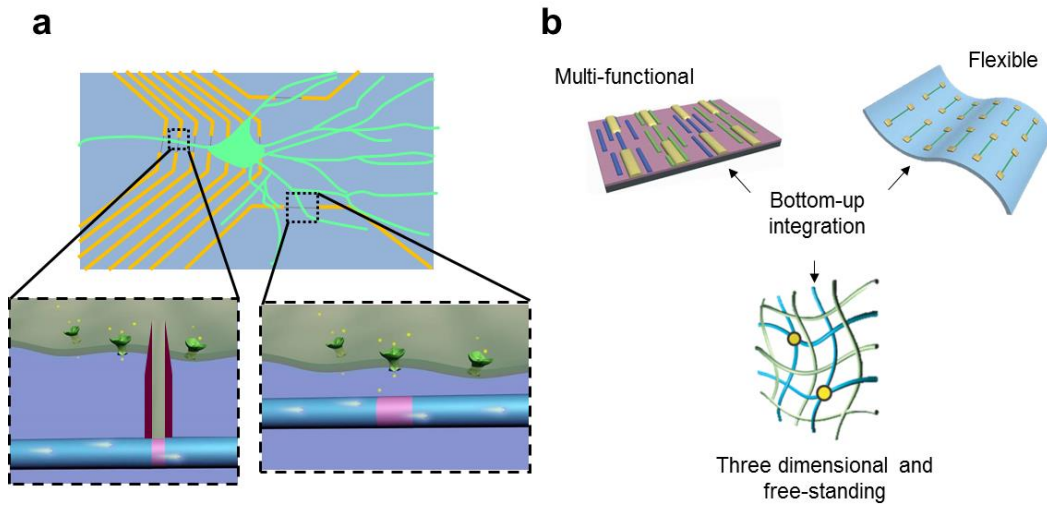 a
b
Multi-functional
Flexible
Bottom-up
integration
Three dimensional and
free-standing